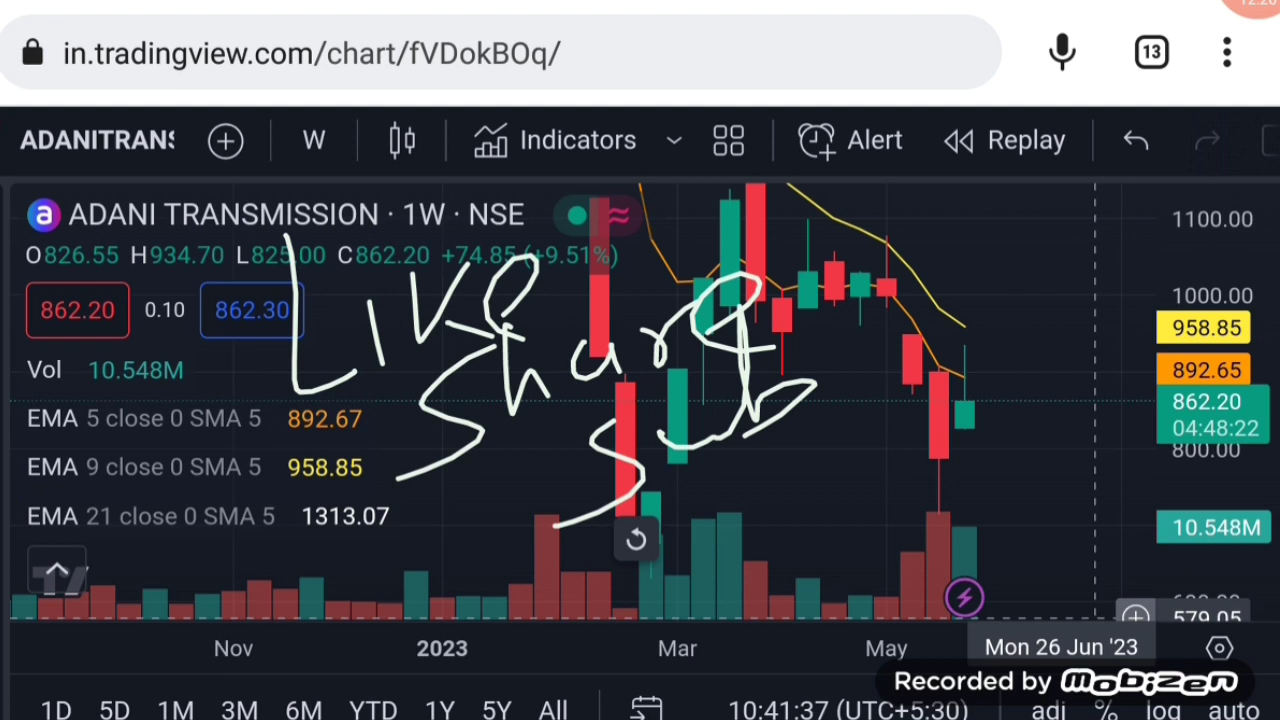 12:20
in.tradingview.com/chart/fVDokBOq/
13
ADANITRANS
W
Indicators
Alert
Replay
ADANI TRANSMISSION · 1W · NSE
O826.55 H934.70 L825.00 C862.20 +74.85 (+9.51%)
862.20 0.10 862.30
Vol 10.548M
EMA 5 close 0 SMA 5 892.67
EMA 9 close 0 SMA 5 958.85
EMA 21 close 0 SMA 5 1313.07
Live
Share
Sub
1100.00
1000.00
958.85
892.65
862.20
04:48:22
800.00
10.548M
579.05
Nov 2023 Mar May Mon 26 Jun '23
Recorded by mobizen
1D 5D 1M 3M 6M YTD 1Y 5Y All 10:41:37 (UTC+5:30) adj % log auto